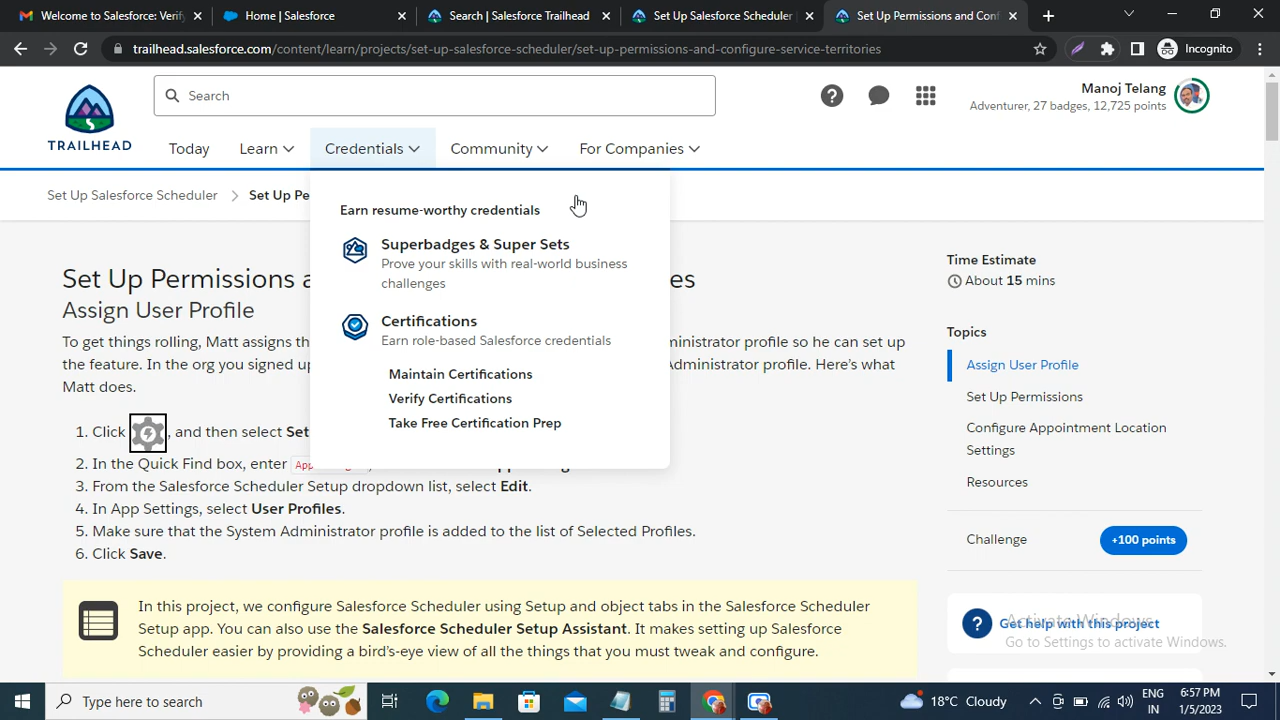 Welcome to Salesforce: Verify
Home | Salesforce
Search | Salesforce Trailhead
Set Up Salesforce Scheduler
Set Up Permissions and Conf
trailhead.salesforce.com/content/learn/projects/set-up-salesforce-scheduler/set-up-permissions-and-configure-service-territories
Incognito
TRAILHEAD
Search
Manoj Telang
Adventurer, 27 badges, 12,725 points
Today
Learn
Credentials
Community
For Companies
Set Up Salesforce Scheduler
Set Up Pe
Earn resume-worthy credentials
Superbadges & Super Sets
Prove your skills with real-world business
challenges
Certifications
Earn role-based Salesforce credentials
Maintain Certifications
Verify Certifications
Take Free Certification Prep
Set Up Permissions a
es
Assign User Profile
To get things rolling, Matt assigns th
ministrator profile so he can set up
the feature. In the org you signed up
Administrator profile. Here's what
Matt does.
1. Click , and then select Set
2. In the Quick Find box, enter App
3. From the Salesforce Scheduler Setup dropdown list, select Edit.
4. In App Settings, select User Profiles.
5. Make sure that the System Administrator profile is added to the list of Selected Profiles.
6. Click Save.
In this project, we configure Salesforce Scheduler using Setup and object tabs in the Salesforce Scheduler
Setup app. You can also use the Salesforce Scheduler Setup Assistant. It makes setting up Salesforce
Scheduler easier by providing a bird's-eye view of all the things that you must tweak and configure.
Time Estimate
About 15 mins
Topics
Assign User Profile
Set Up Permissions
Configure Appointment Location
Settings
Resources
Challenge
+100 points
Get help with this project
Activate Windows
Go to Settings to activate Windows.
Type here to search
18°C Cloudy
ENG
IN
6:57 PM
1/5/2023